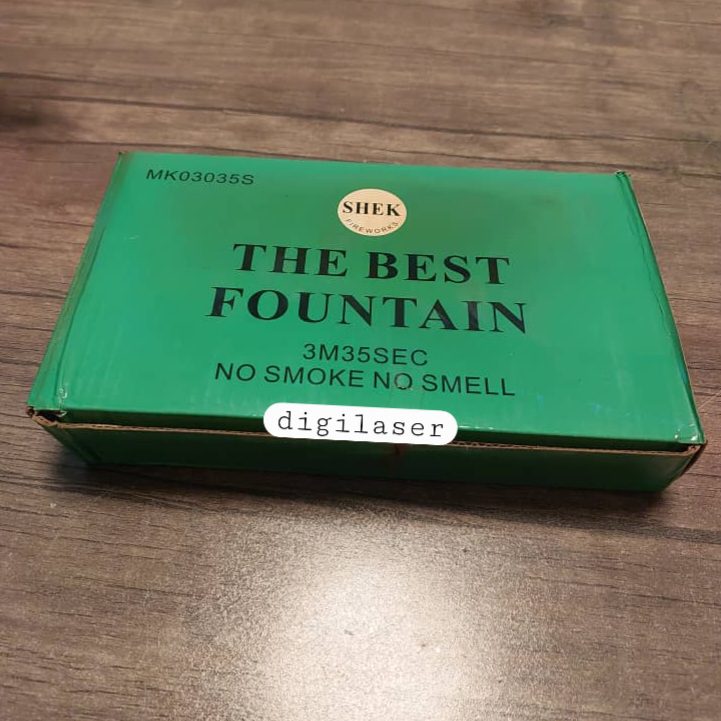 MK03035S
SHEK
FIREWORKS
THE BEST
FOUNTAIN
3M35SEC
NO SMOKE NO SMELL
digilaser